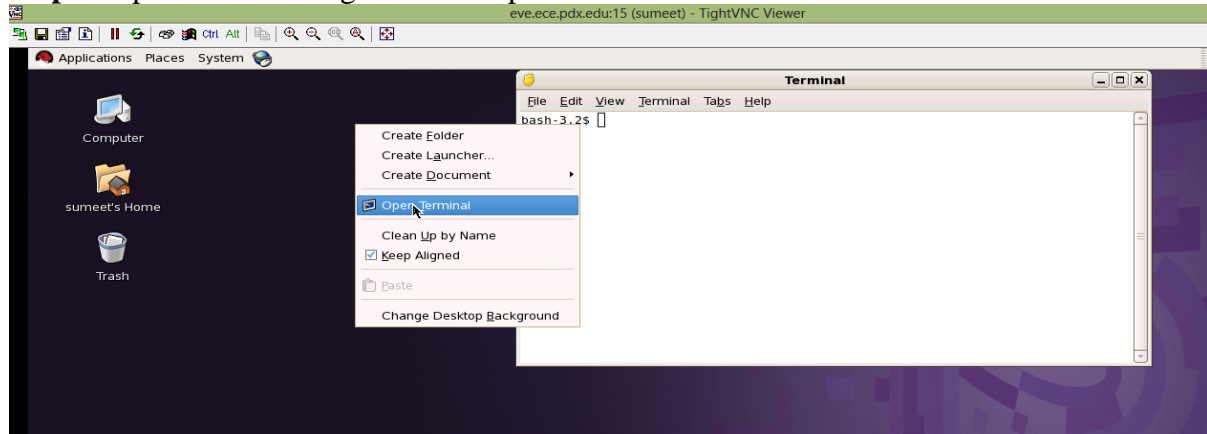 eve.ece.pdx.edu:15 (sumeet) - TightVNC Viewer
Ctrl Alt
Applications Places System
Computer
sumeet's Home
Trash
Create Folder
Create Launcher...
Create Document
Open Terminal
Clean Up by Name
Keep Aligned
Paste
Change Desktop Background
Terminal
File Edit View Terminal Tabs Help
bash-3.2$